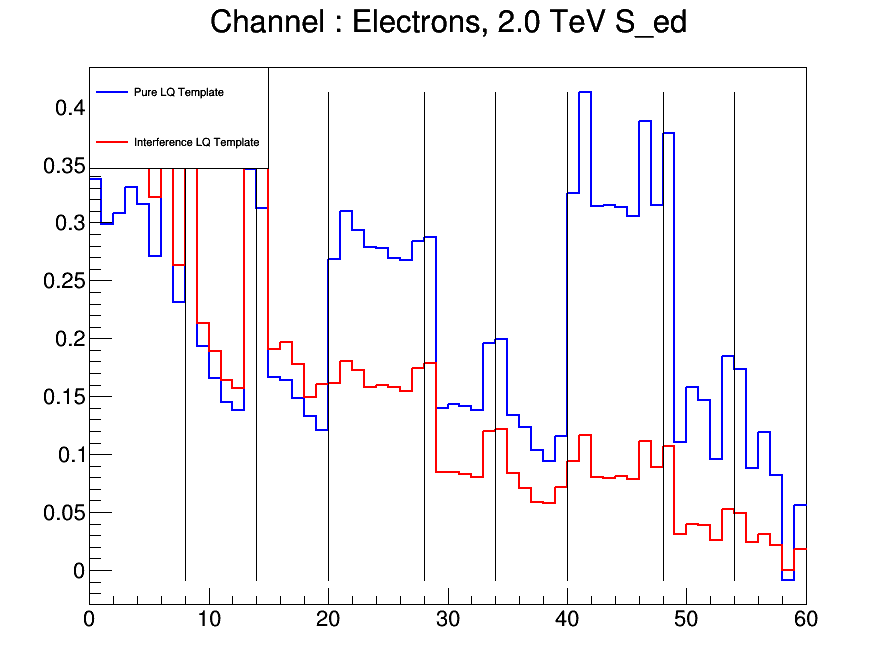 Channel : Electrons, 2.0 TeV S_ed
Pure LQ Template
Interference LQ Template
0.4
0.35
0.3
0.25
0.2
0.15
0.1
0.05
0
0 10 20 30 40 50 60